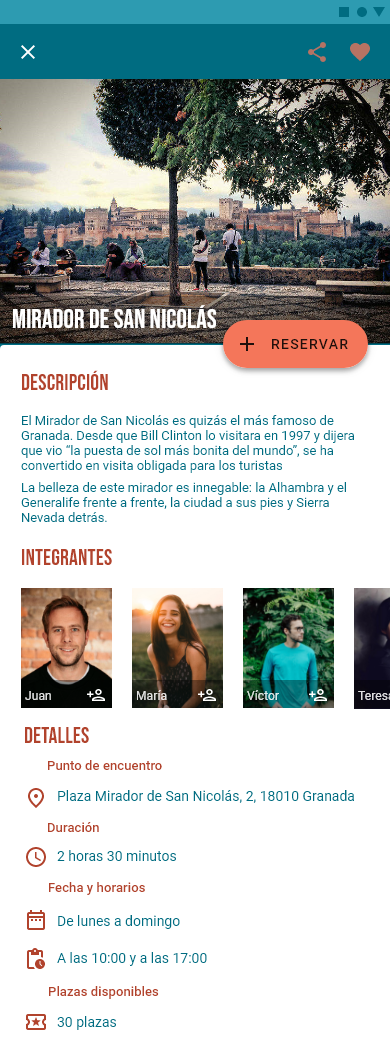 MIRADOR DE SAN NICOLÁS
RESERVAR
DESCRIPCIÓN
El Mirador de San Nicolás es quizás el más famoso de
Granada. Desde que Bill Clinton lo visitara en 1997 y dijera
que vio “la puesta de sol más bonita del mundo”, se ha
convertido en visita obligada para los turistas
La belleza de este mirador es innegable: la Alhambra y el
Generalife frente a frente, la ciudad a sus pies y Sierra
Nevada detrás.
INTEGRANTES
Juan
María
Víctor
Teresa
DETALLES
Punto de encuentro
Plaza Mirador de San Nicolás, 2, 18010 Granada
Duración
2 horas 30 minutos
Fecha y horarios
De lunes a domingo
A las 10:00 y a las 17:00
Plazas disponibles
30 plazas